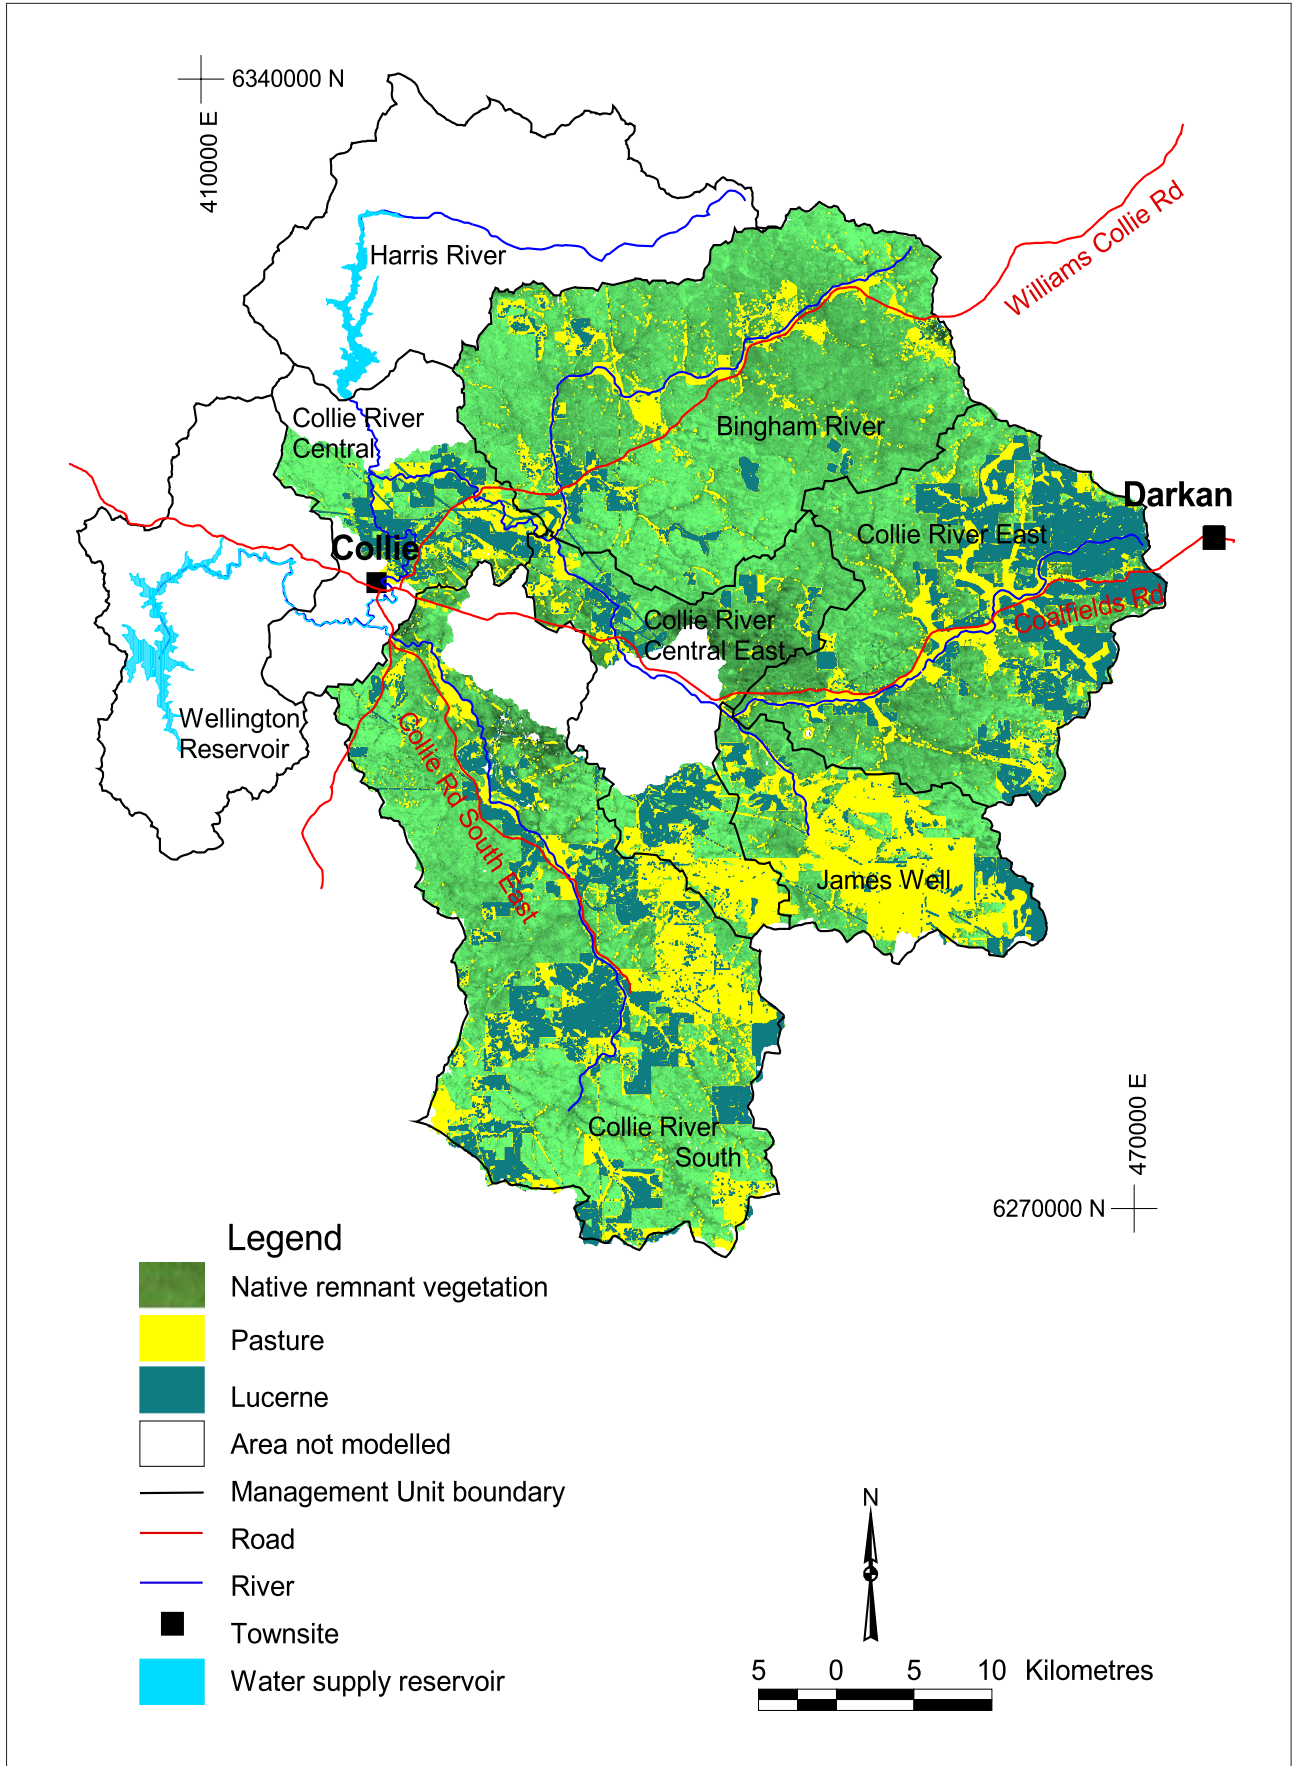 6340000 N
410000 E
Williams Collie Rd
Harris River
Collie River
Central
Bingham River
Darkan
Collie River East
Collie
Coalfields Rd
Collie River
Central East
Wellington
Reservoir
Collie Rd South East
James Well
470000 E
Collie River
South
6270000 N
Legend
Native remnant vegetation
Pasture
Lucerne
Area not modelled
Management Unit boundary
Road
River
Townsite
Water supply reservoir
N
5 0 5 10 Kilometres